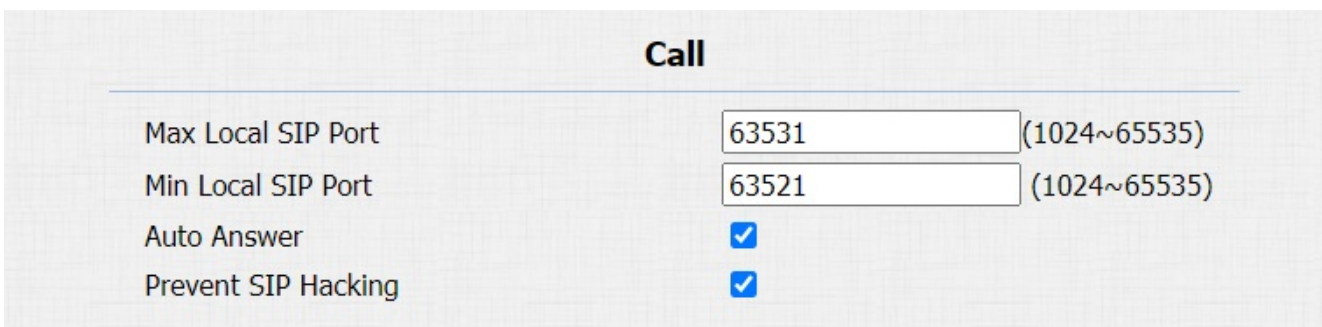 Call
Max Local SIP Port 63531 (1024~65535)
Min Local SIP Port 63521 (1024~65535)
Auto Answer
Prevent SIP Hacking